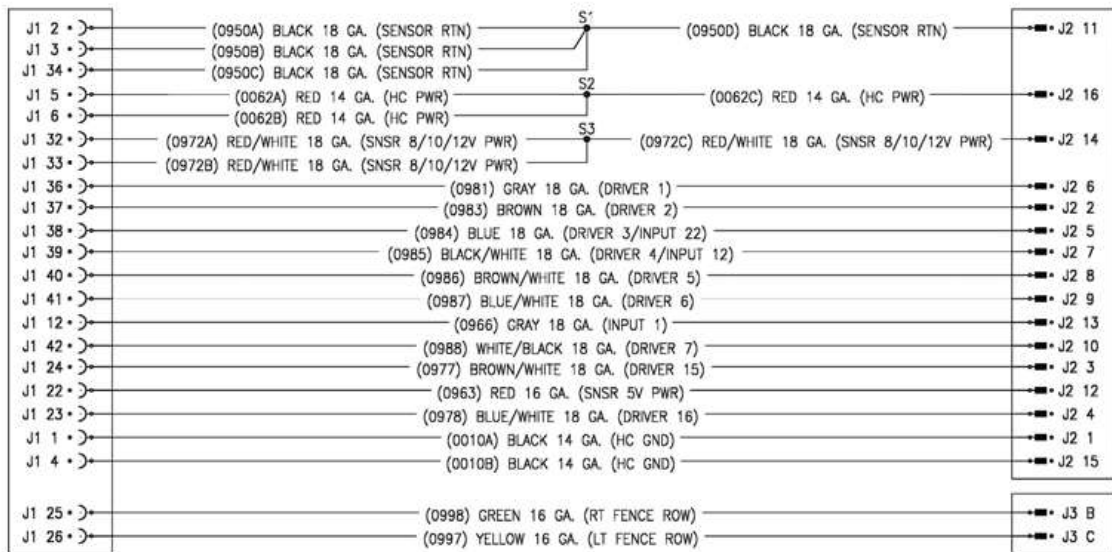 J1 2 (0950A) BLACK 18 GA. (SENSOR RTN) S1 (0950D) BLACK 18 GA. (SENSOR RTN) J2 11
J1 3 (0950B) BLACK 18 GA. (SENSOR RTN)
J1 34 (0950C) BLACK 18 GA. (SENSOR RTN)
J1 5 (0062A) RED 14 GA. (HC PWR) S2 (0062C) RED 14 GA. (HC PWR) J2 16
J1 6 (0062B) RED 14 GA. (HC PWR)
J1 32 (0972A) RED/WHITE 18 GA. (SNSR 8/10/12V PWR) S3 (0972C) RED/WHITE 18 GA. (SNSR 8/10/12V PWR) J2 14
J1 33 (0972B) RED/WHITE 18 GA. (SNSR 8/10/12V PWR)
J1 36 (0981) GRAY 18 GA. (DRIVER 1) J2 6
J1 37 (0983) BROWN 18 GA. (DRIVER 2) J2 2
J1 38 (0984) BLUE 18 GA. (DRIVER 3/INPUT 22) J2 5
J1 39 (0985) BLACK/WHITE 18 GA. (DRIVER 4/INPUT 12) J2 7
J1 40 (0986) BROWN/WHITE 18 GA. (DRIVER 5) J2 8
J1 41 (0987) BLUE/WHITE 18 GA. (DRIVER 6) J2 9
J1 12 (0966) GRAY 18 GA. (INPUT 1) J2 13
J1 42 (0988) WHITE/BLACK 18 GA. (DRIVER 7) J2 10
J1 24 (0977) BROWN/WHITE 18 GA. (DRIVER 15) J2 3
J1 22 (0963) RED 16 GA. (SNSR 5V PWR) J2 12
J1 23 (0978) BLUE/WHITE 18 GA. (DRIVER 16) J2 4
J1 1 (0010A) BLACK 14 GA. (HC GND) J2 1
J1 4 (0010B) BLACK 14 GA. (HC GND) J2 15
J1 25 (0998) GREEN 16 GA. (RT FENCE ROW) J3 B
J1 26 (0997) YELLOW 16 GA. (LT FENCE ROW) J3 C